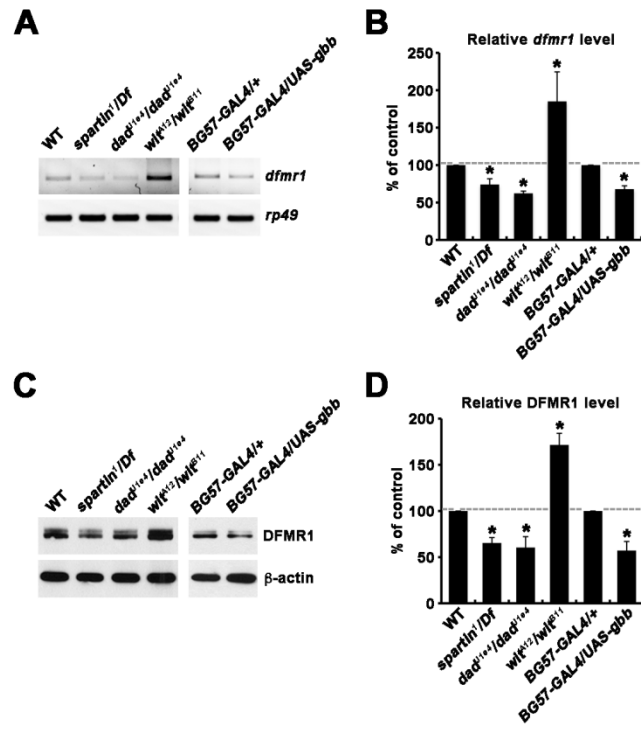 A
WT
spartin¹/Df
dadᴶ¹ᵉ⁴/dadᴶ¹ᵉ⁴
witᴬ¹²/witᴮ¹¹
BG57-GAL4/+
BG57-GAL4/UAS-gbb
dfmr1
rp49
B
Relative dfmr1 level
% of control
250
200
150
100
50
0
WT
spartin¹/Df
dadᴶ¹ᵉ⁴/dadᴶ¹ᵉ⁴
witᴬ¹²/witᴮ¹¹
BG57-GAL4/+
BG57-GAL4/UAS-gbb
* * * *
C
WT
spartin¹/Df
dadᴶ¹ᵉ⁴/dadᴶ¹ᵉ⁴
witᴬ¹²/witᴮ¹¹
BG57-GAL4/+
BG57-GAL4/UAS-gbb
DFMR1
β-actin
D
Relative DFMR1 level
% of control
200
150
100
50
0
WT
spartin¹/Df
dadᴶ¹ᵉ⁴/dadᴶ¹ᵉ⁴
witᴬ¹²/witᴮ¹¹
BG57-GAL4/+
BG57-GAL4/UAS-gbb
* * * *